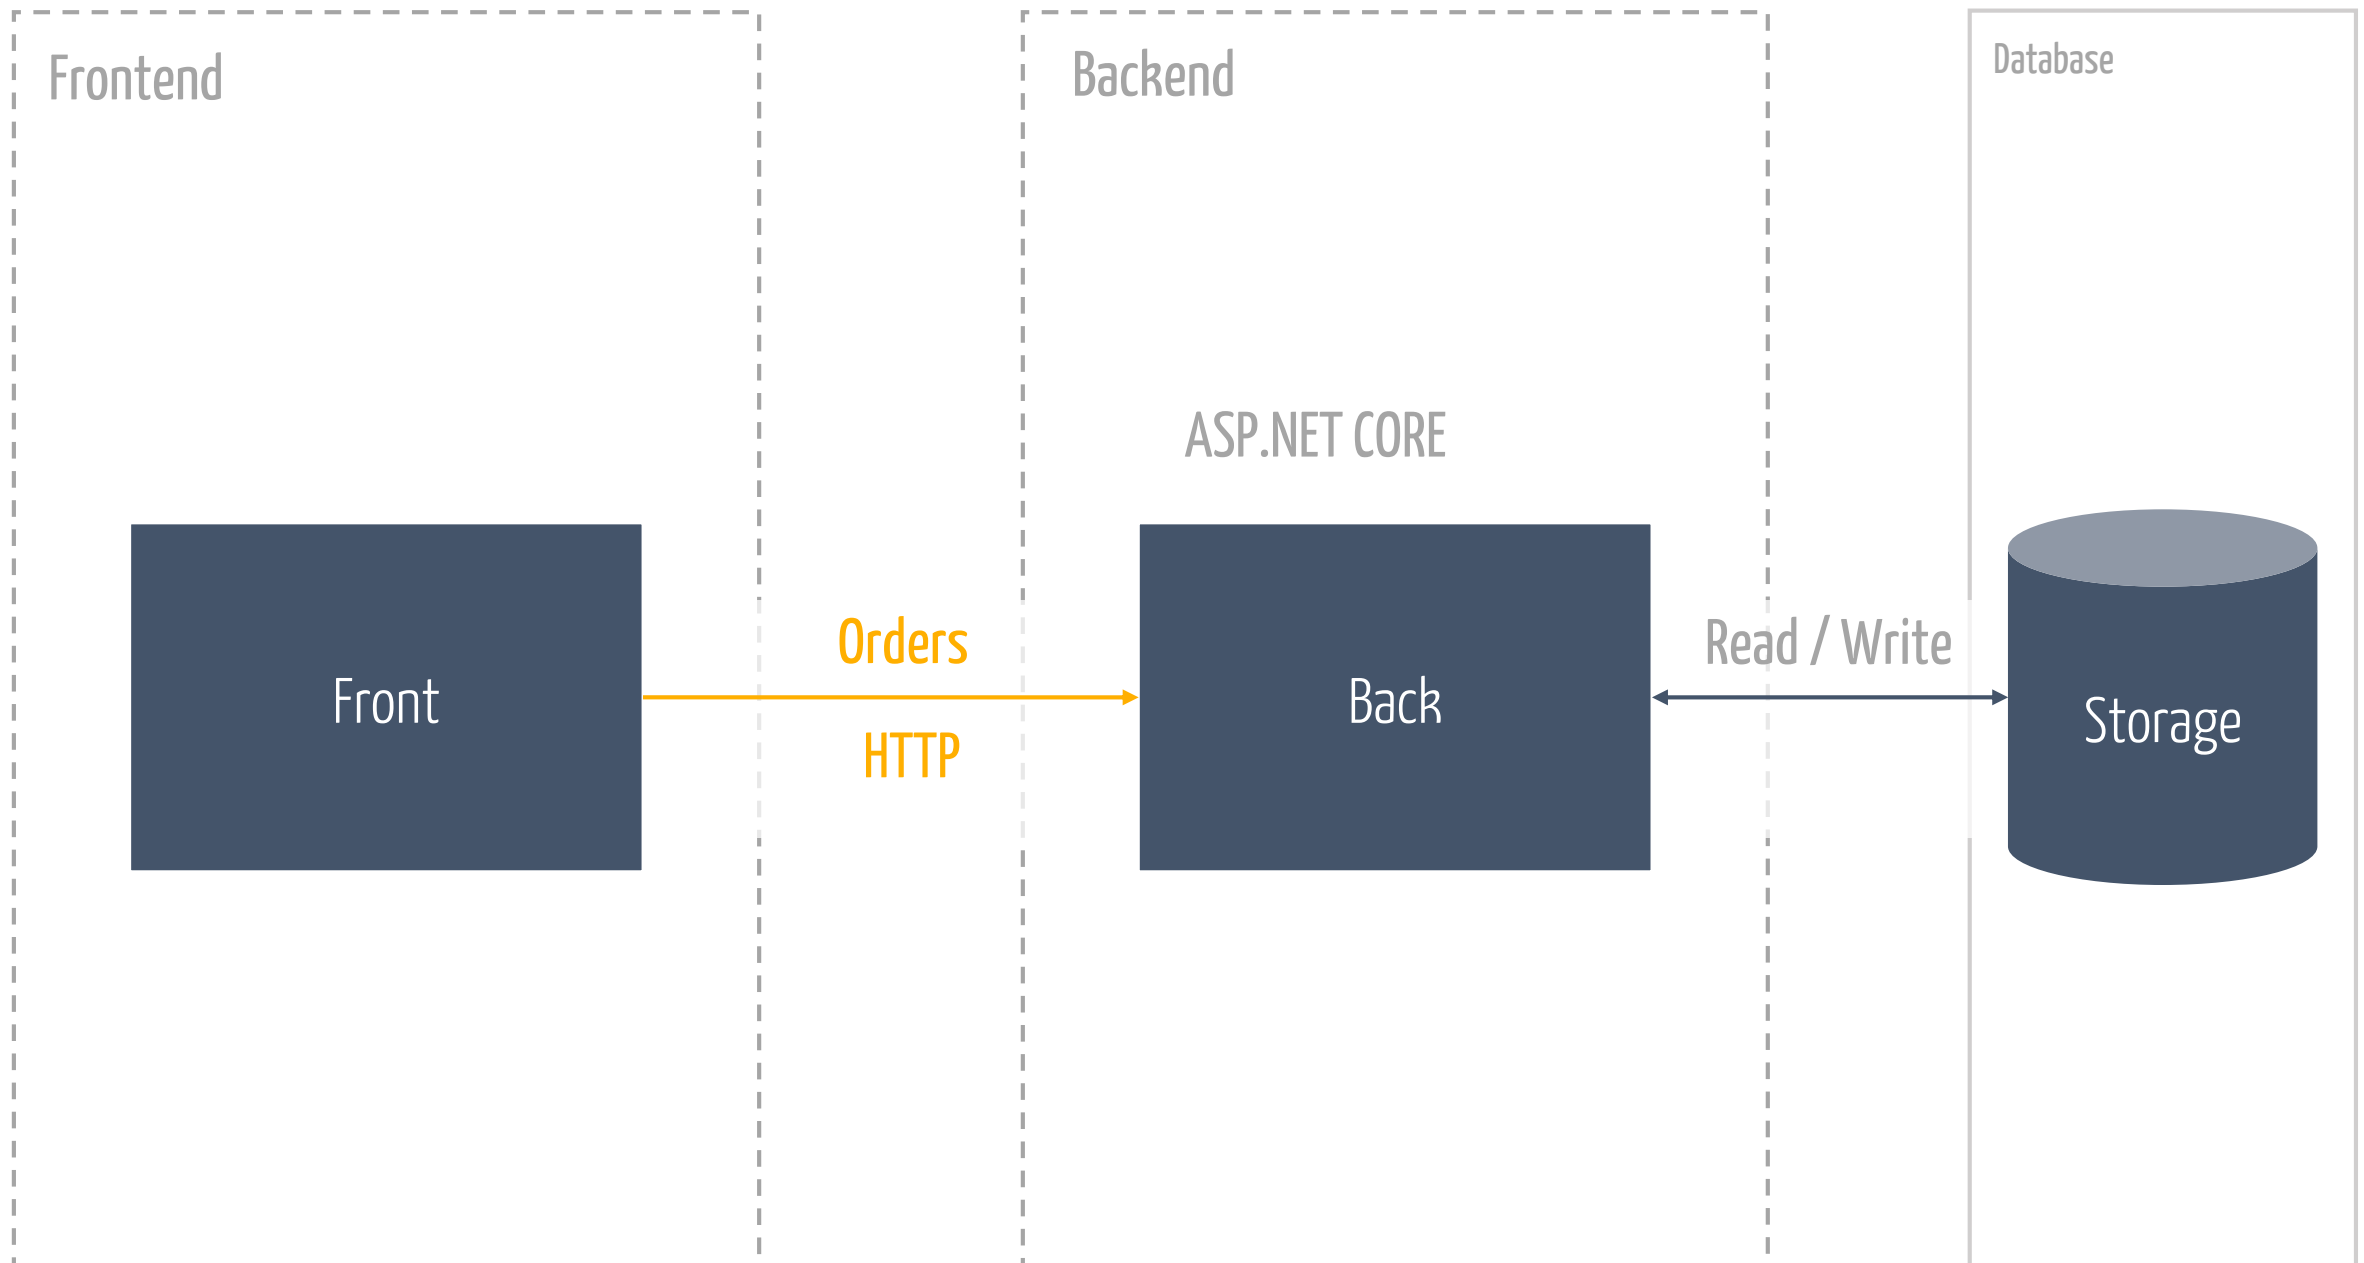 Frontend
Backend
Database
ASP.NET CORE
Orders
Read / Write
Front
Back
Storage
HTTP